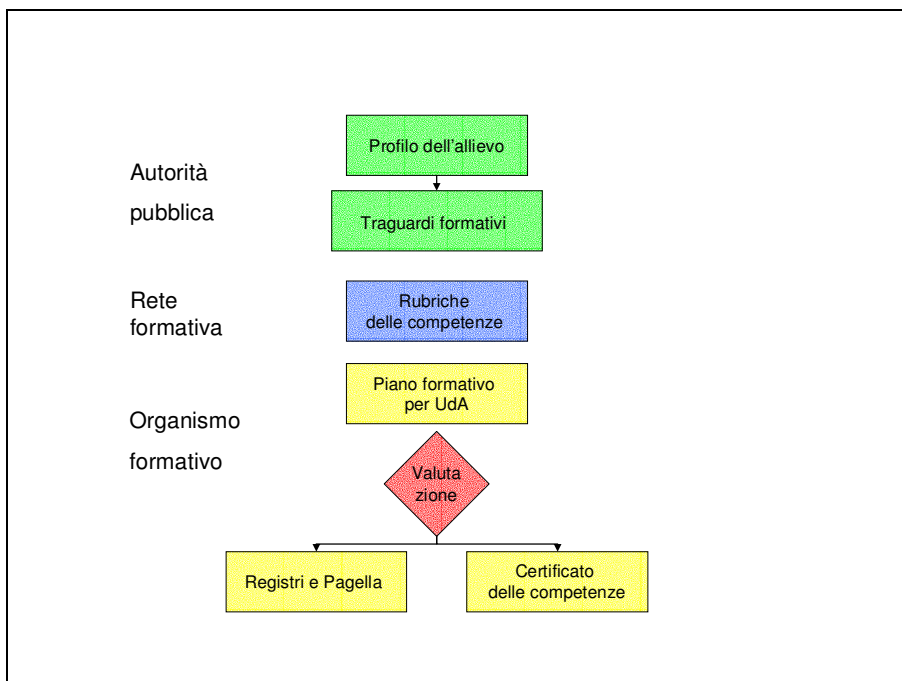 Profilo dell'allievo
Autorità
pubblica
Traguardi formativi
Rete
formativa
Rubriche
delle competenze
Piano formativo
per UdA
Organismo
formativo
Valuta
zione
Registri e Pagella
Certificato
delle competenze